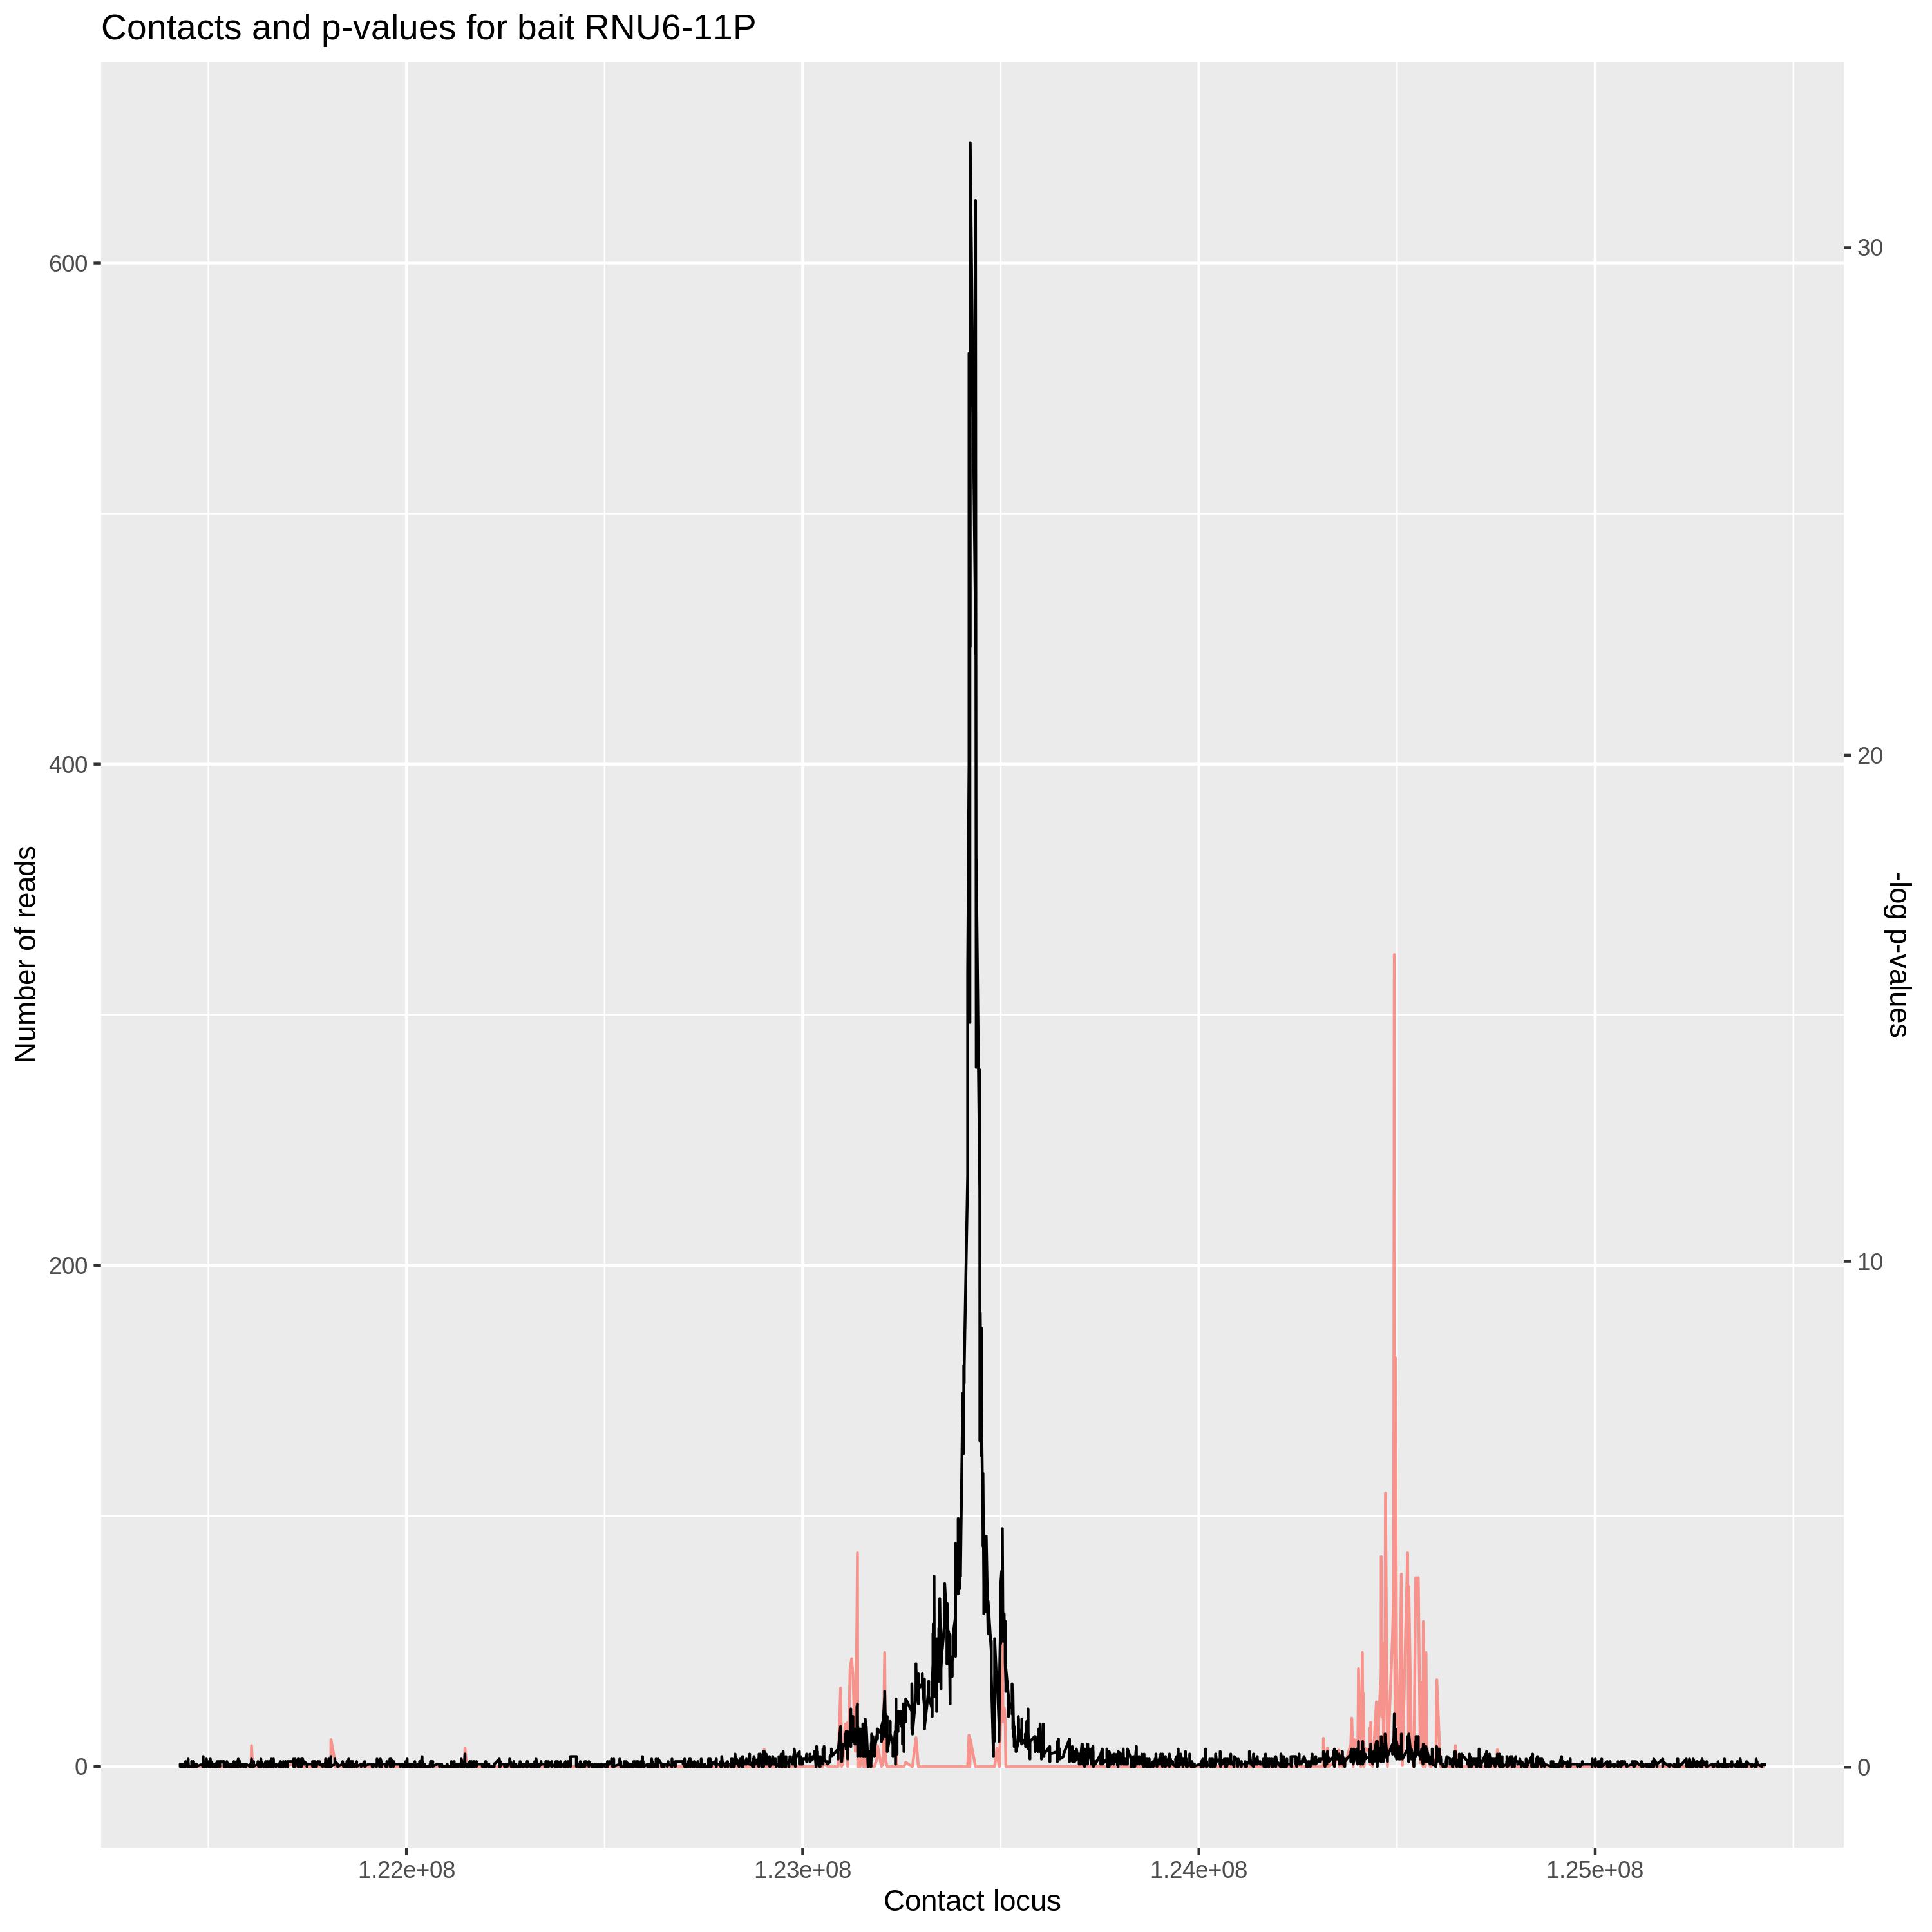 Contacts and p-values for bait RNU6-11P
600
400
200
0
Number of reads
30
20
10
0
-log p-values
1.22e+08
1.23e+08
1.24e+08
1.25e+08
Contact locus